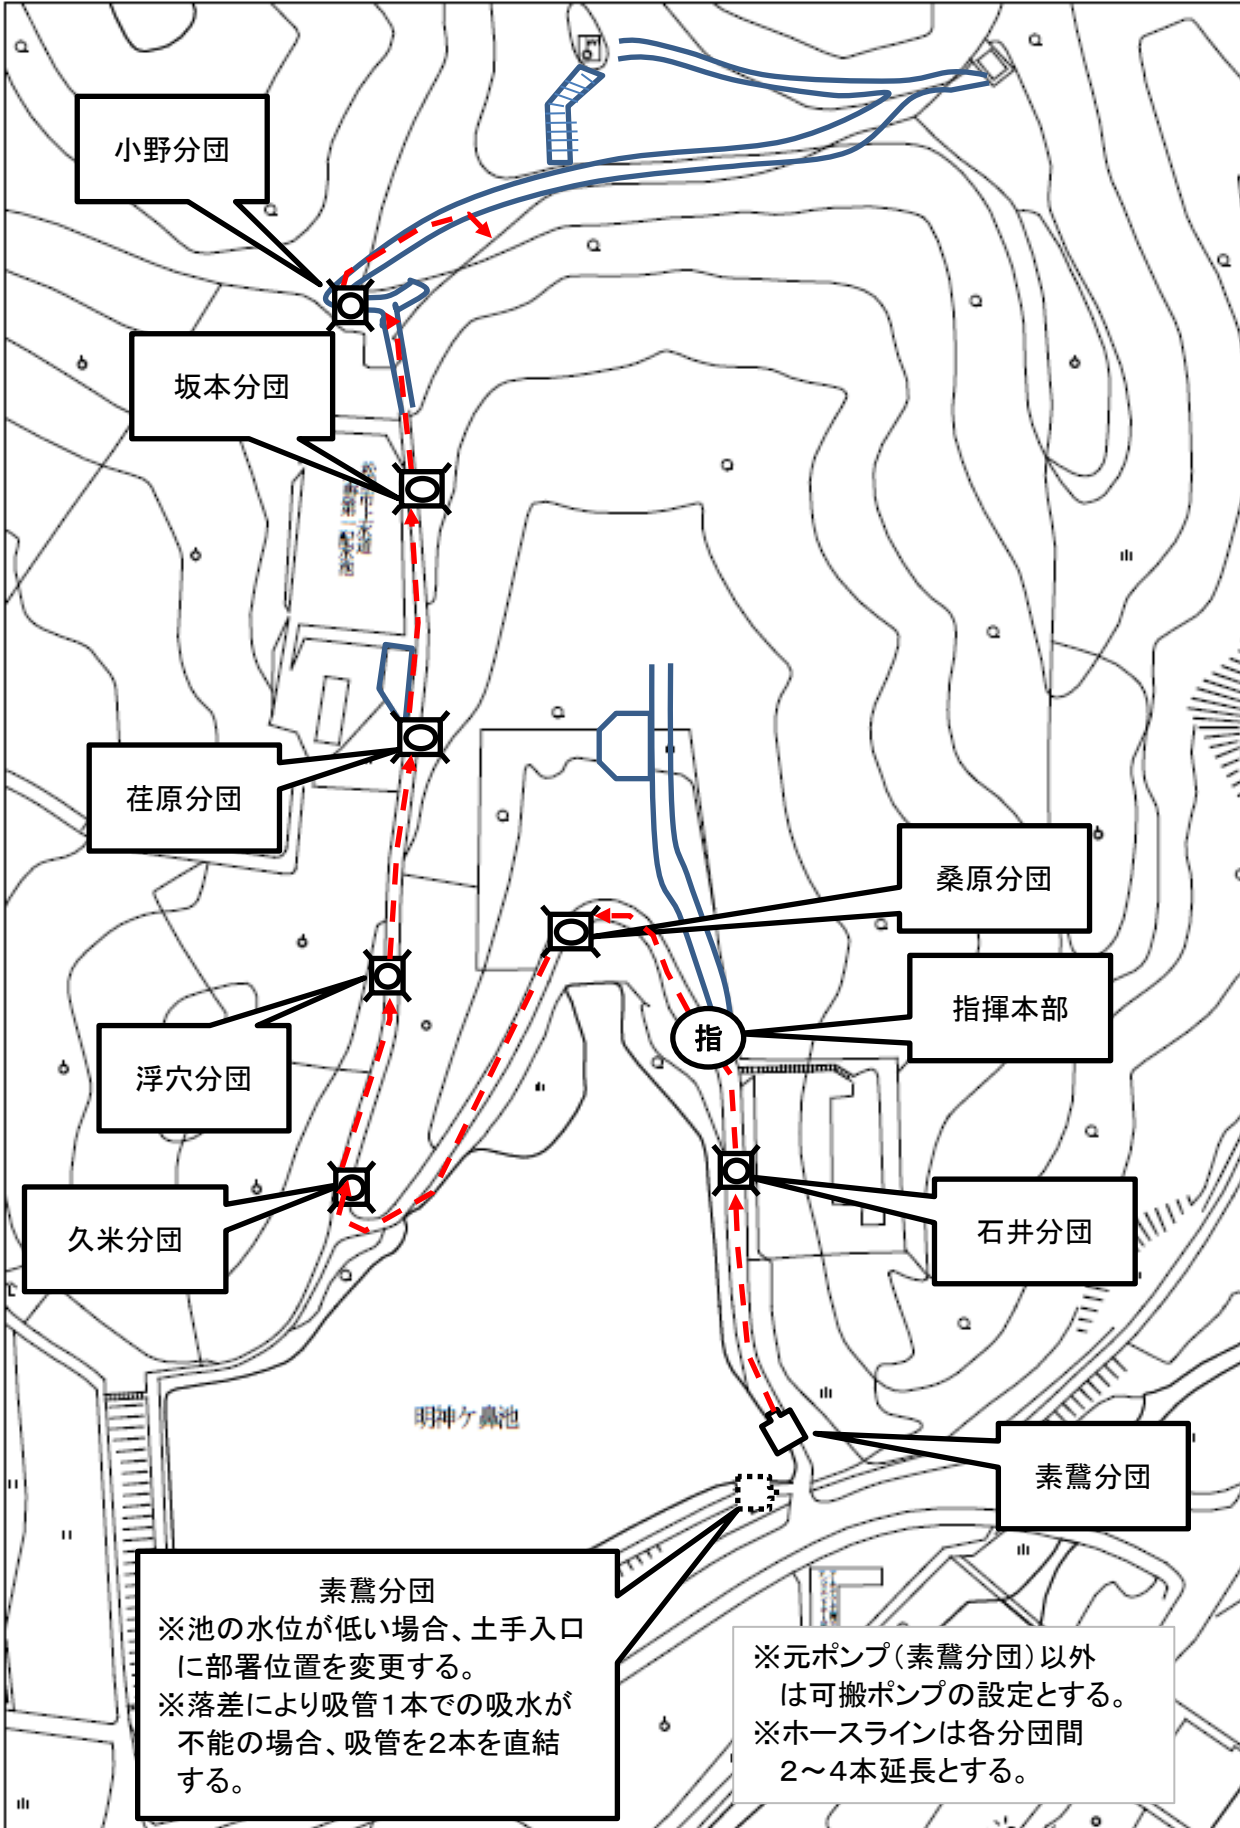 小野分団
坂本分団
荏原分団
桑原分団
指揮本部
指
浮穴分団
久米分団
石井分団
明神ケ鼻池
素鵞分団
素鵞分団
※池の水位が低い場合、土手入口
に部署位置を変更する。
※落差により吸管１本での吸水が
不能の場合、吸管を2本を直結
する。
※元ポンプ（素鵞分団）以外
は可搬ポンプの設定とする。
※ホースラインは各分団間
２～４本延長とする。